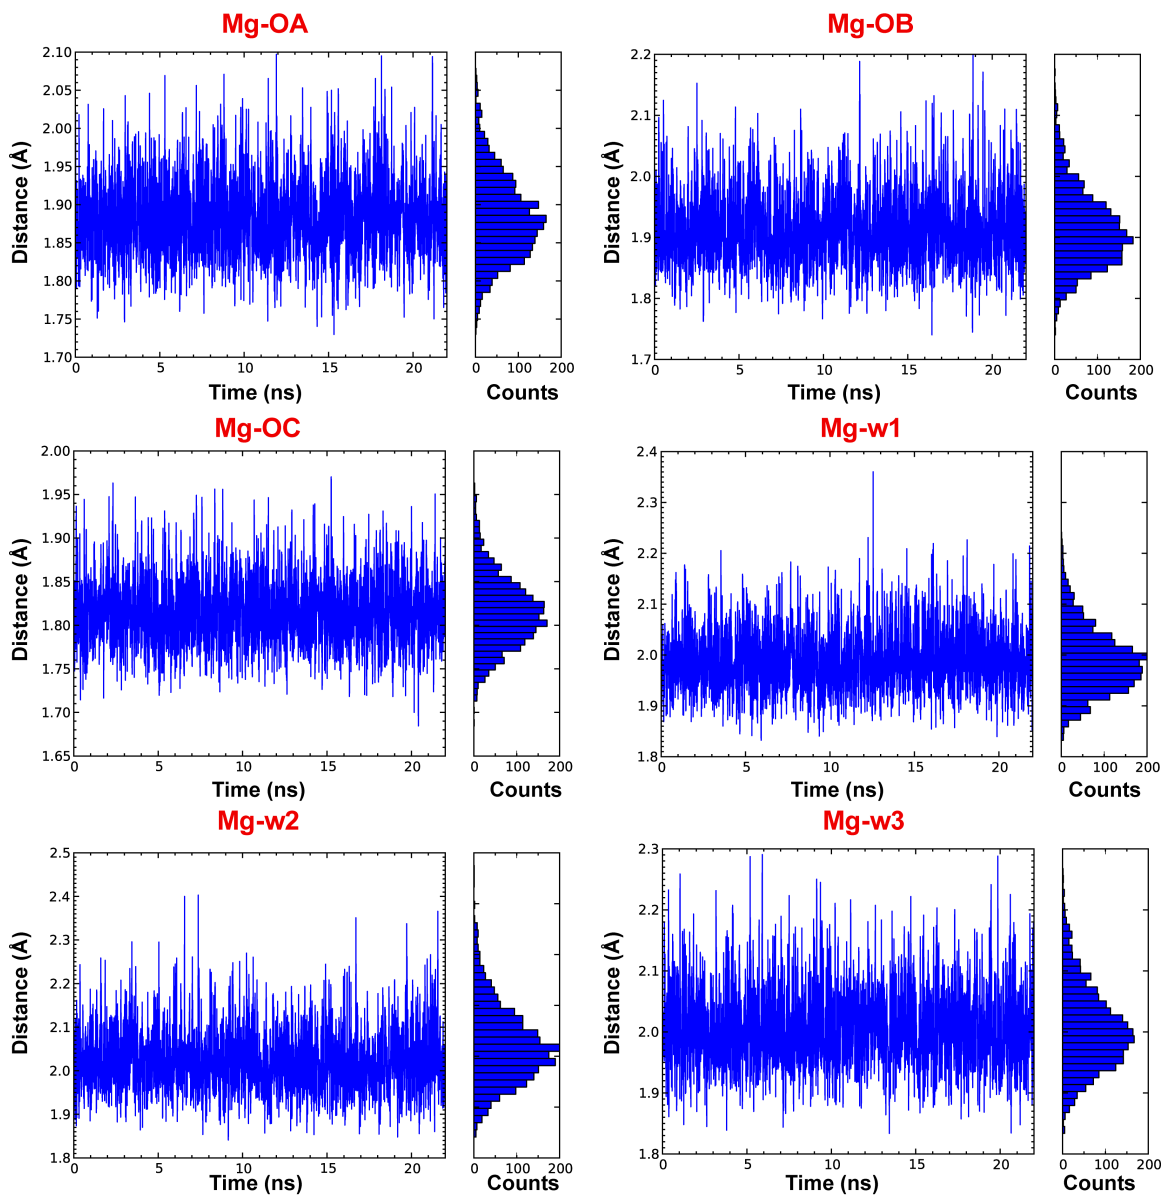 Mg-OA
Distance (Å)
2.10
2.05
2.00
1.95
1.90
1.85
1.80
1.75
1.70
0 5 10 15 20
Time (ns)
0 100 200
Counts
Mg-OB
Distance (Å)
2.2
2.1
2.0
1.9
1.8
1.7
0 5 10 15 20
Time (ns)
0 100 200
Counts
Mg-OC
Distance (Å)
2.00
1.95
1.90
1.85
1.80
1.75
1.70
1.65
0 5 10 15 20
Time (ns)
0 100 200
Counts
Mg-w1
Distance (Å)
2.4
2.3
2.2
2.1
2.0
1.9
1.8
0 5 10 15 20
Time (ns)
0 100 200
Counts
Mg-w2
Distance (Å)
2.5
2.4
2.3
2.2
2.1
2.0
1.9
1.8
0 5 10 15 20
Time (ns)
0 100 200
Counts
Mg-w3
Distance (Å)
2.3
2.2
2.1
2.0
1.9
1.8
0 5 10 15 20
Time (ns)
0 100 200
Counts